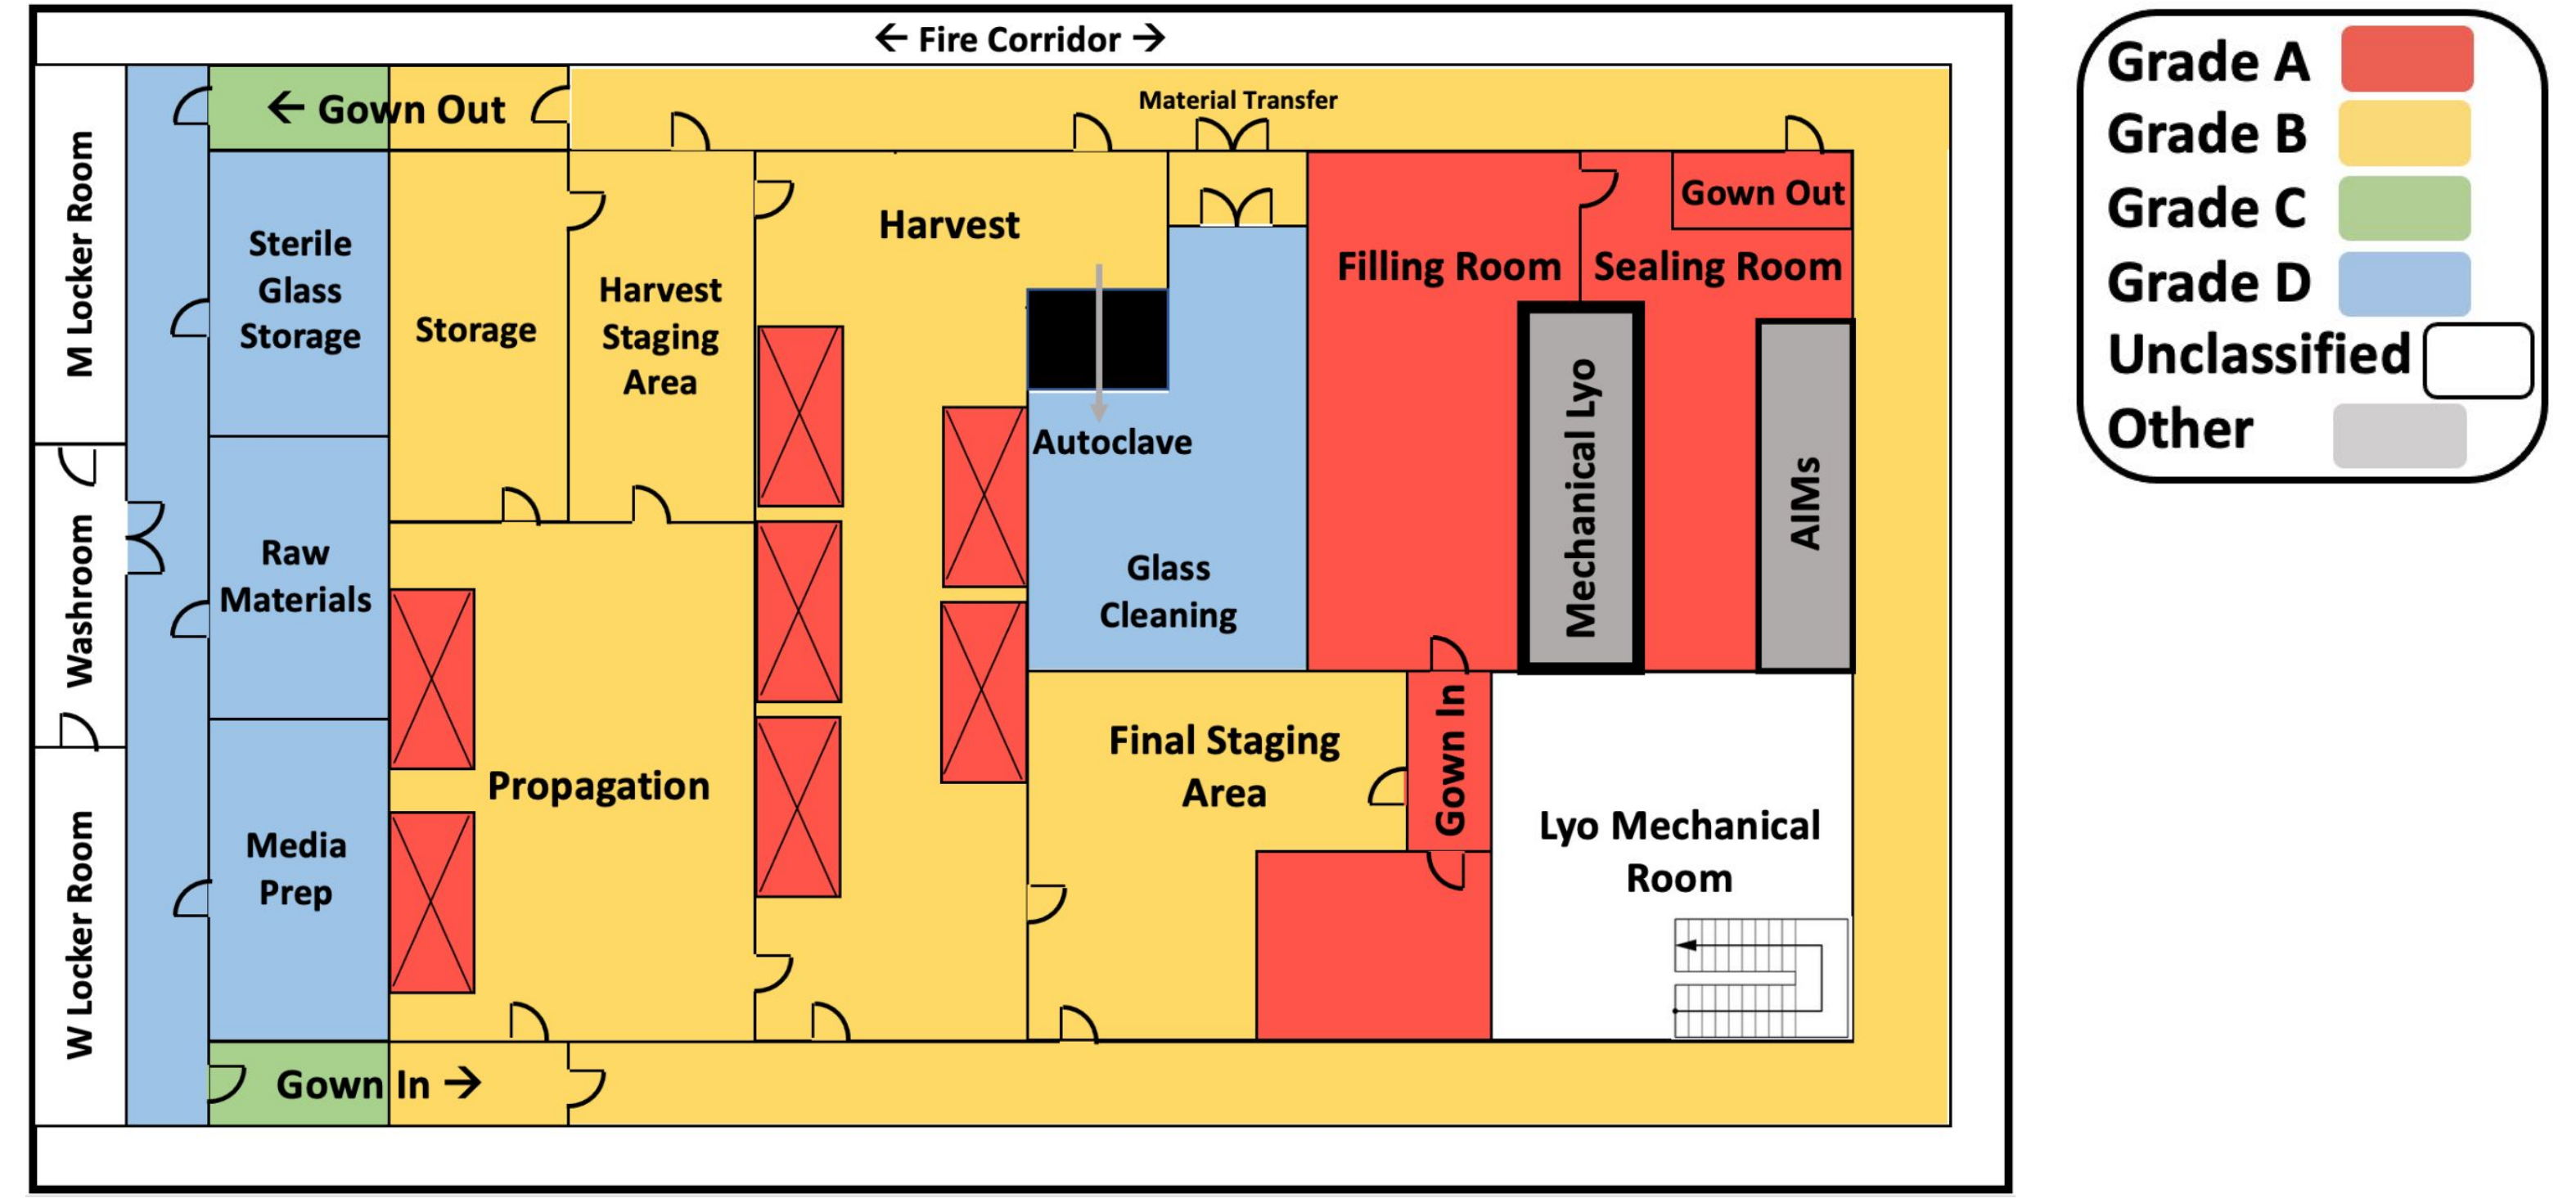 ← Fire Corridor →
← Gown Out
Material Transfer
M Locker Room
Sterile
Glass
Storage
Storage
Harvest
Staging
Area
Harvest
Filling Room
Sealing Room
Gown Out
Autoclave
Mechanical Lyo
AIMs
Washroom
Raw
Materials
Glass
Cleaning
Propagation
Final Staging
Area
Gown In
Lyo Mechanical
Room
W Locker Room
Media
Prep
Gown In →
Grade A
Grade B
Grade C
Grade D
Unclassified
Other